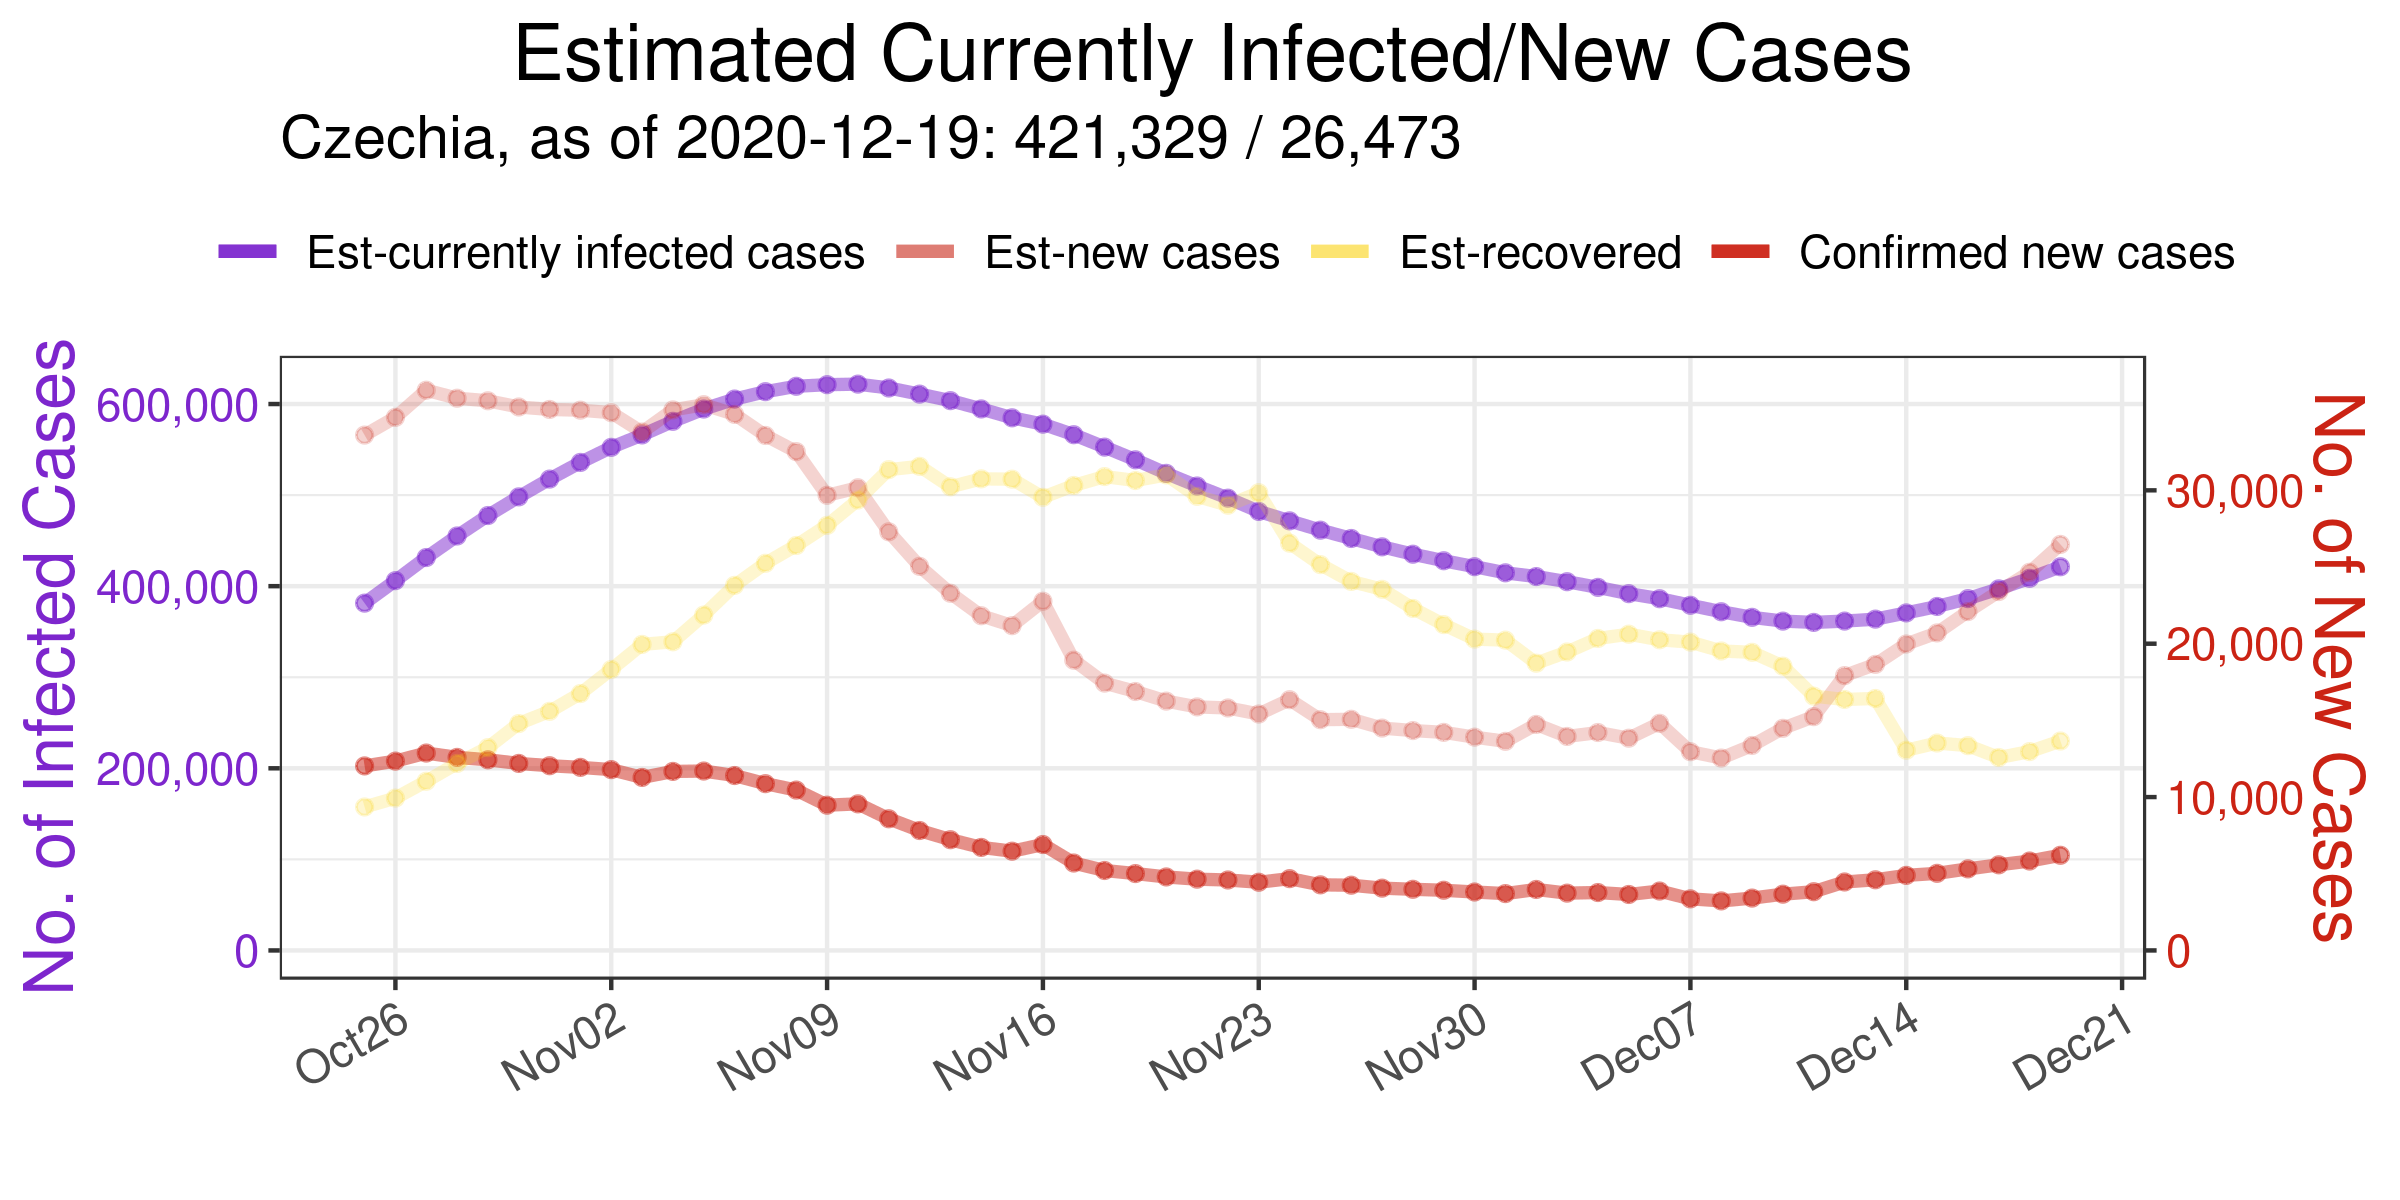 Estimated Currently Infected/New Cases
Czechia, as of 2020-12-19: 421,329 / 26,473
Est-currently infected cases Est-new cases Est-recovered Confirmed new cases
No. of Infected Cases
600,000
400,000
200,000
0
30,000
20,000
10,000
0
No. of New Cases
Oct26 Nov02 Nov09 Nov16 Nov23 Nov30 Dec07 Dec14 Dec21